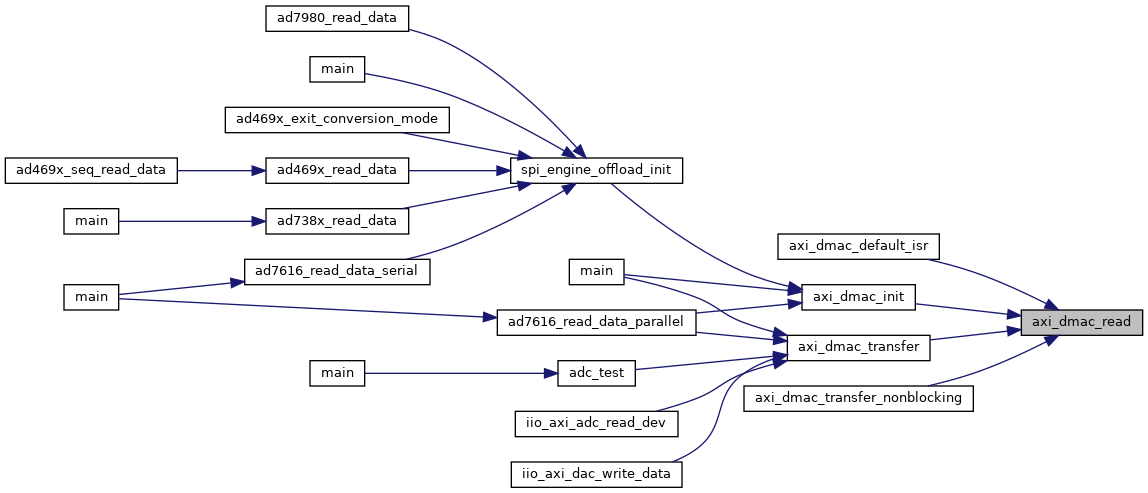 ad7980_read_data
main
ad469x_exit_conversion_mode
ad469x_seq_read_data
ad469x_read_data
spi_engine_offload_init
main
ad738x_read_data
axi_dmac_default_isr
ad7616_read_data_serial
main
main
axi_dmac_init
ad7616_read_data_parallel
axi_dmac_read
axi_dmac_transfer
main
adc_test
axi_dmac_transfer_nonblocking
iio_axi_adc_read_dev
iio_axi_dac_write_data